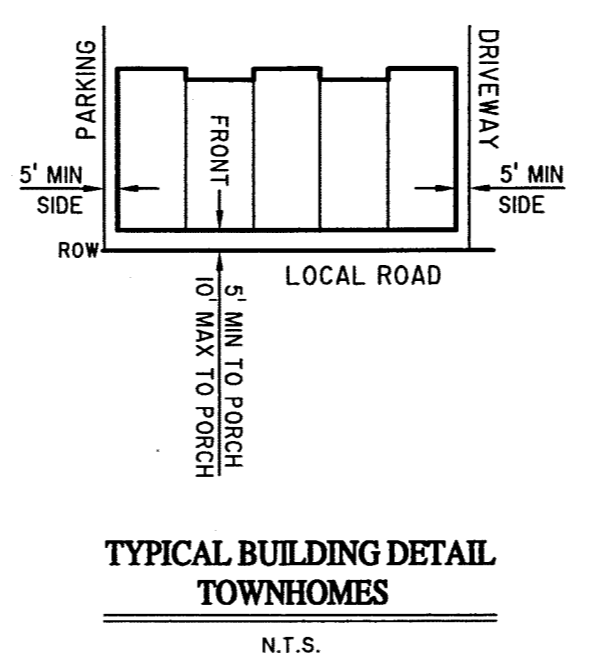 PARKING
DRIVEWAY
FRONT
5' MIN
SIDE
5' MIN
SIDE
ROW
LOCAL ROAD
5' MIN TO PORCH
10' MAX TO PORCH
TYPICAL BUILDING DETAIL
TOWNHOMES
N.T.S.